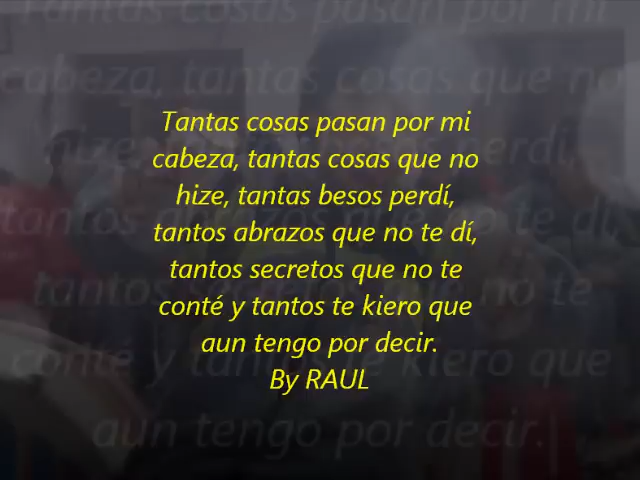 Tantas cosas pasan por mi
cabeza, tantas cosas que no
hize, tantas besos perdí,
tantos abrazos que no te dí,
tantos secretos que no te
conté y tantos te kiero que
aun tengo por decir.
By RAUL